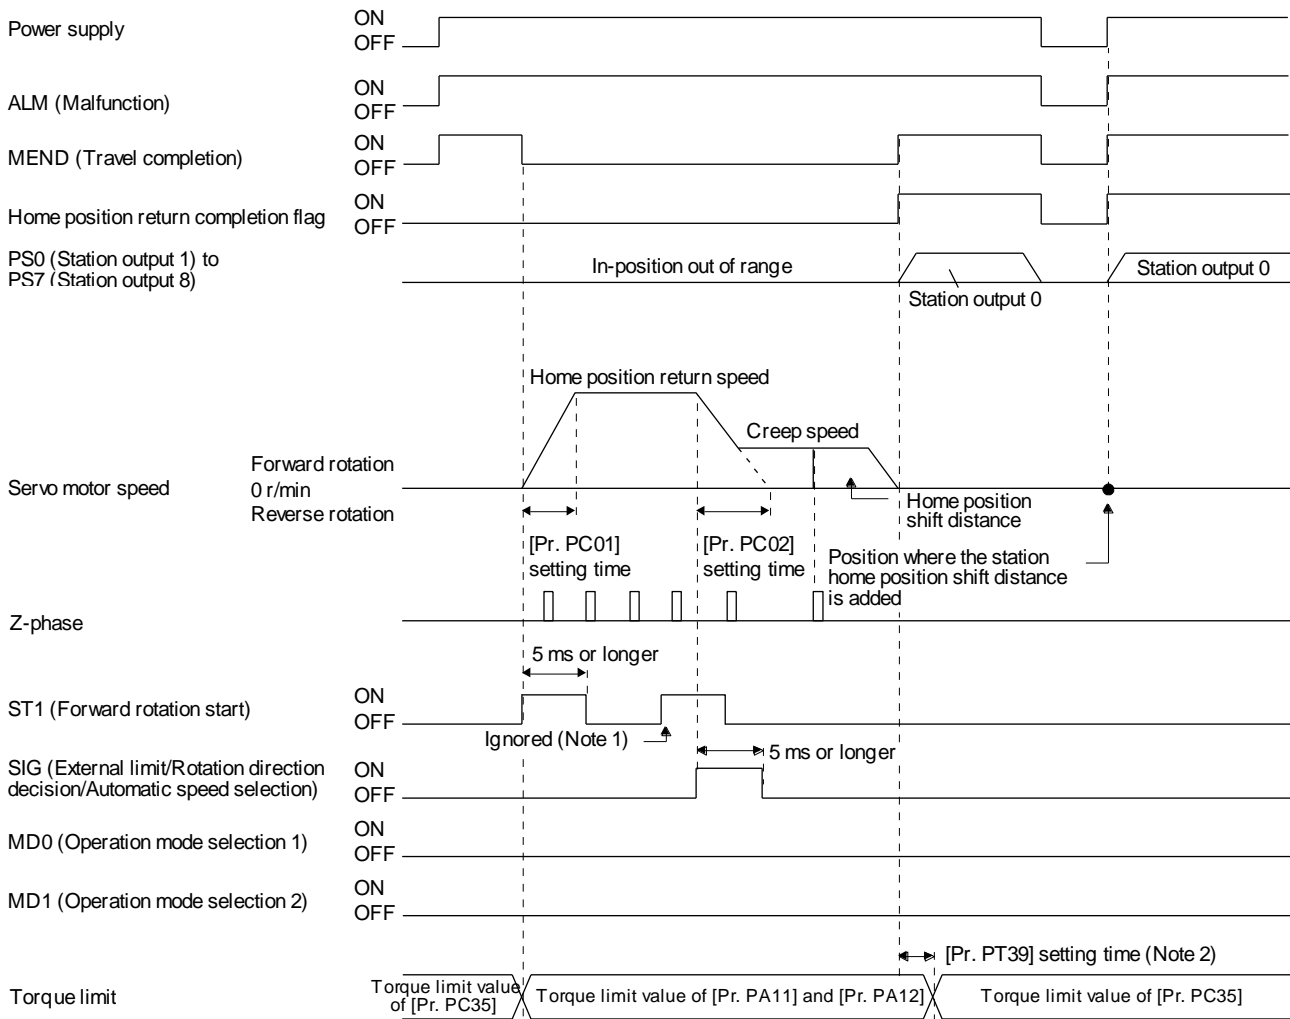 Power supply
ON
OFF
ALM (Malfunction)
ON
OFF
MEND (Travel completion)
ON
OFF
Home position return completion flag
ON
OFF
PS0 (Station output 1) to
PS7 (Station output 8)
In-position out of range
Station output 0
Station output 0
Home position return speed
Creep speed
Servo motor speed
Forward rotation
0 r/min
Reverse rotation
Home position
shift distance
[Pr. PC01]
setting time
[Pr. PC02]
setting time
Position where the station
home position shift distance
is added
Z-phase
5 ms or longer
ST1 (Forward rotation start)
ON
OFF
Ignored (Note 1)
5 ms or longer
SIG (External limit/Rotation direction
decision/Automatic speed selection)
ON
OFF
MD0 (Operation mode selection 1)
ON
OFF
MD1 (Operation mode selection 2)
ON
OFF
[Pr. PT39] setting time (Note 2)
Torque limit
Torque limit value
of [Pr. PC35]
Torque limit value of [Pr. PA11] and [Pr. PA12]
Torque limit value of [Pr. PC35]